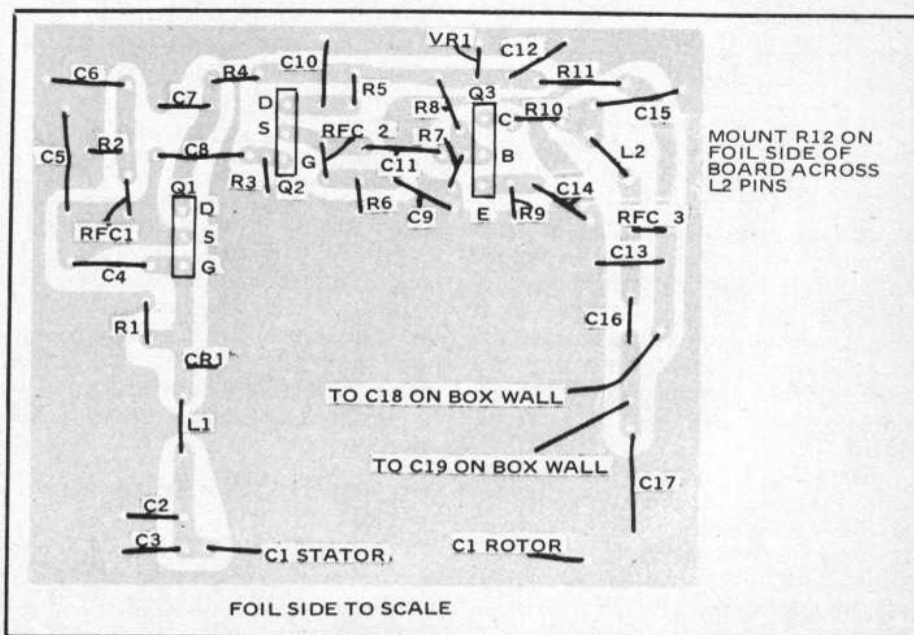 VR1
C12
C10
C6
R4
R5
R11
Q3
C7
D
R8
C
R10
C15
S
RFC 2
R7
MOUNT R12 ON
FOIL SIDE OF
BOARD ACROSS
L2 PINS
C5
R2
C8
G
C11
B
L2
R3
Q2
Q1
R6
C9
E
R9
C14
D
RFC 3
RFC1
S
C4
G
C13
R1
C16
CR1
TO C18 ON BOX WALL
L1
TO C19 ON BOX WALL
C17
C2
C3
C1 STATOR.
C1 ROTOR
FOIL SIDE TO SCALE